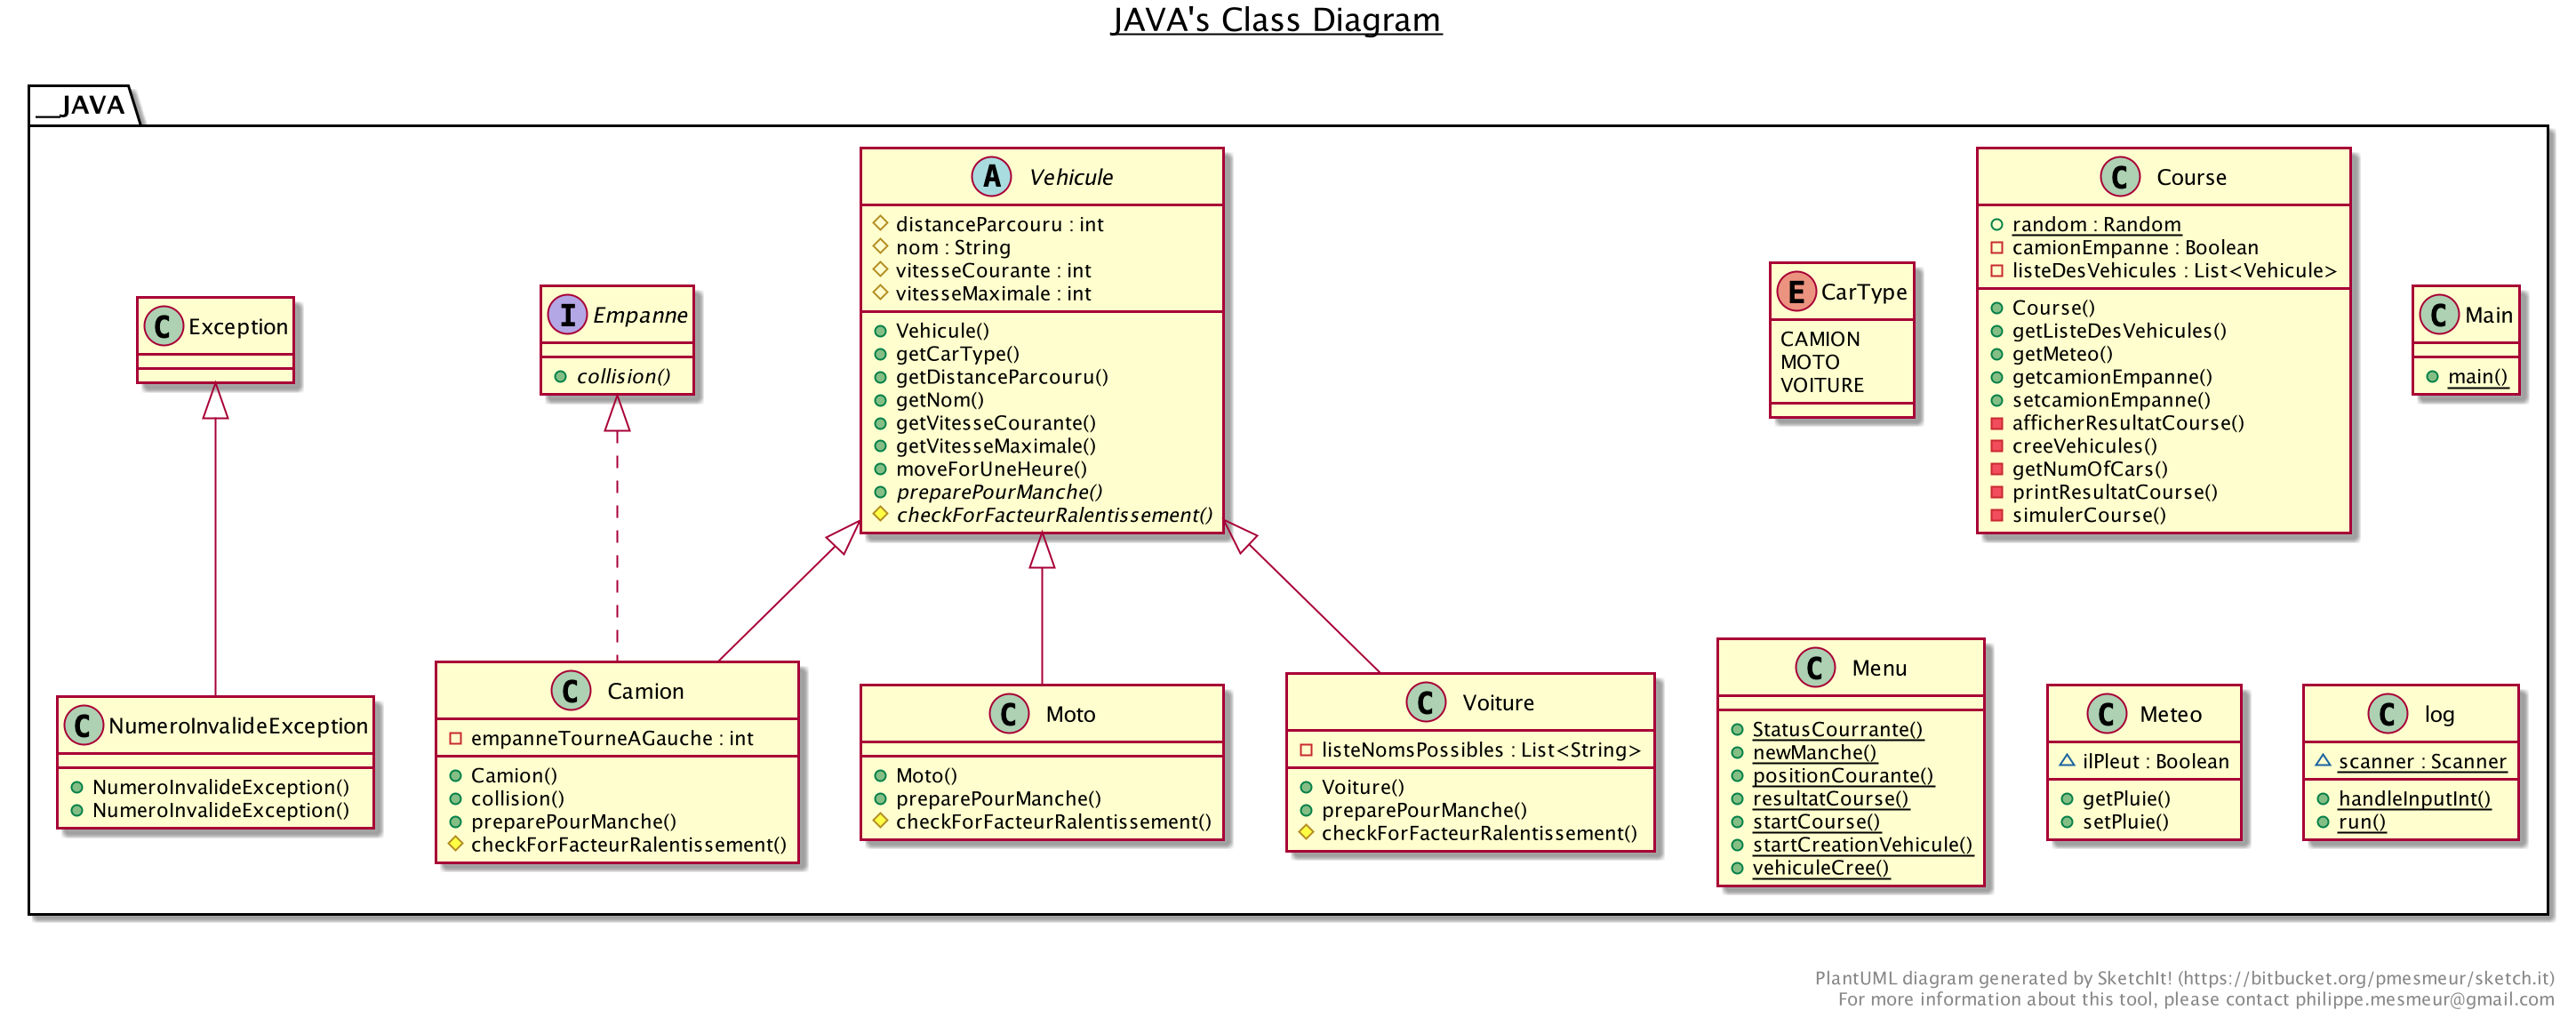 JAVA's Class Diagram
__JAVA
A Vehicule
distanceParcouru : int
nom : String
vitesseCourante : int
vitesseMaximale : int
Vehicule()
getCarType()
getDistanceParcouru()
getNom()
getVitesseCourante()
getVitesseMaximale()
moveForUneHeure()
preparePourManche()
checkForFacteurRalentissement()
C Course
random : Random
camionEmpanne : Boolean
listeDesVehicules : List<Vehicule>
Course()
getListeDesVehicules()
getMeteo()
getcamionEmpanne()
setcamionEmpanne()
afficherResultatCourse()
creeVehicules()
getNumOfCars()
printResultatCourse()
simulerCourse()
C Exception
I Empanne
collision()
E CarType
CAMION
MOTO
VOITURE
C Main
main()
C NumeroInvalideException
NumeroInvalideException()
NumeroInvalideException()
C Camion
empanneTourneAGauche : int
Camion()
collision()
preparePourManche()
checkForFacteurRalentissement()
C Moto
Moto()
preparePourManche()
checkForFacteurRalentissement()
C Voiture
listeNomsPossibles : List<String>
Voiture()
preparePourManche()
checkForFacteurRalentissement()
C Menu
StatusCourrante()
newManche()
positionCourante()
resultatCourse()
startCourse()
startCreationVehicule()
vehiculeCree()
C Meteo
ilPleut : Boolean
getPluie()
setPluie()
C log
scanner : Scanner
handleInputInt()
run()
PlantUML diagram generated by SketchIt! (https://bitbucket.org/pmesmeur/sketch.it)
For more information about this tool, please contact philippe.mesmeur@gmail.com